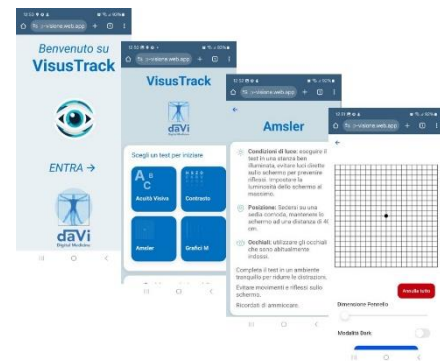 Benvenuto su
VisusTrack
ENTRA →
daVi
Digital Medicine
VisusTrack
daVi
Scegli un test per iniziare
A B
C
Acuità Visiva
Contrasto
Amsler
Grafici M
Amsler
Condizioni di luce: eseguire il
test in una stanza ben
illuminata, evitare luci dirette
sullo schermo per prevenire
riflessi. Impostare la
luminosità dello schermo al
massimo.
Posizione: Sedersi su una
sedia comoda, mantenere lo
schermo ad una distanza di 40
cm.
Occhiali: utilizzare gli occhiali
che sono abitualmente
indossi.
Completa il test in un ambiente
tranquillo per ridurre le distrazioni.
Evitare movimenti e riflessi sullo
schermo.
Ricordati di ammiccare.
Annulla tutto
Dimensione Pennello
Modalità Dark